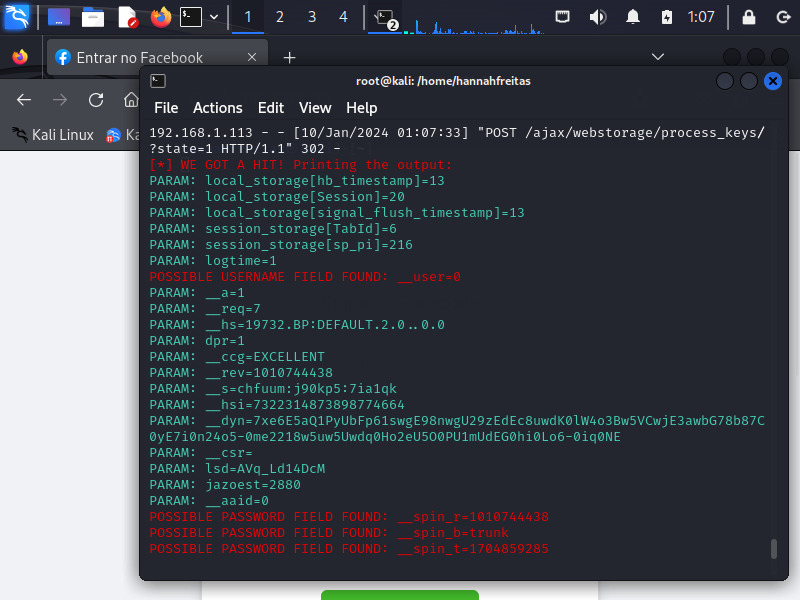 1 2 3 4
2
1:07
Entrar no Facebook
root@kali: /home/hannahfreitas
File Actions Edit View Help
Kali Linux
Ka
192.168.1.113 - - [10/Jan/2024 01:07:33] "POST /ajax/webstorage/process_keys/
?state=1 HTTP/1.1" 302 -
[*] WE GOT A HIT! Printing the output:
PARAM: local_storage[hb_timestamp]=13
PARAM: local_storage[Session]=20
PARAM: local_storage[signal_flush_timestamp]=13
PARAM: session_storage[TabId]=6
PARAM: session_storage[sp_pi]=216
PARAM: logtime=1
POSSIBLE USERNAME FIELD FOUND: __user=0
PARAM: __a=1
PARAM: __req=7
PARAM: __hs=19732.BP:DEFAULT.2.0..0.0
PARAM: dpr=1
PARAM: __ccg=EXCELLENT
PARAM: __rev=1010744438
PARAM: __s=chfuum:j90kp5:7ia1qk
PARAM: __hsi=7322314873898774664
PARAM: __dyn=7xe6E5aQ1PyUbFp61swgE98nwgU29zEdEc8uwdK0lW4o3Bw5VCwjE3awbG78b87C
0yE7i0n24o5-0me2218w5uw5Uwdq0Ho2eU5O0PU1mUdEG0hi0Lo6-0iq0NE
PARAM: __csr=
PARAM: lsd=AVq_Ld14DcM
PARAM: jazoest=2880
PARAM: __aaid=0
POSSIBLE PASSWORD FIELD FOUND: __spin_r=1010744438
POSSIBLE PASSWORD FIELD FOUND: __spin_b=trunk
POSSIBLE PASSWORD FIELD FOUND: __spin_t=1704859285